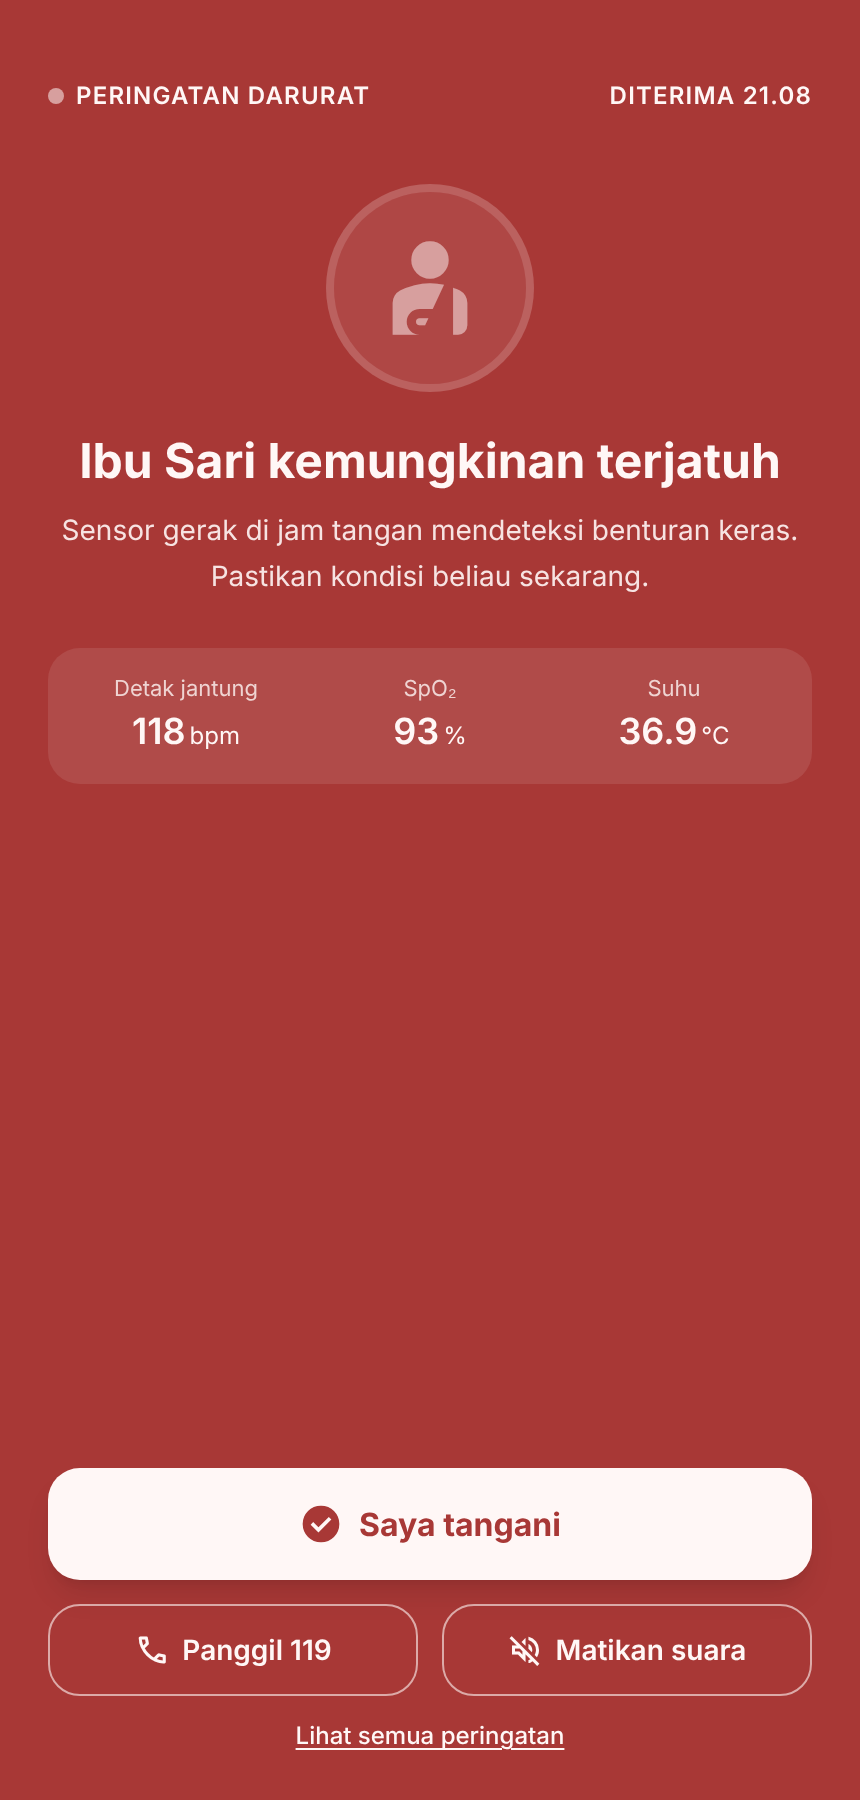 PERINGATAN DARURAT
DITERIMA 21.08
Ibu Sari kemungkinan terjatuh
Sensor gerak di jam tangan mendeteksi benturan keras.
Pastikan kondisi beliau sekarang.
Detak jantung
118 bpm
SpO₂
93 %
Suhu
36.9 °C
Saya tangani
Panggil 119
Matikan suara
Lihat semua peringatan